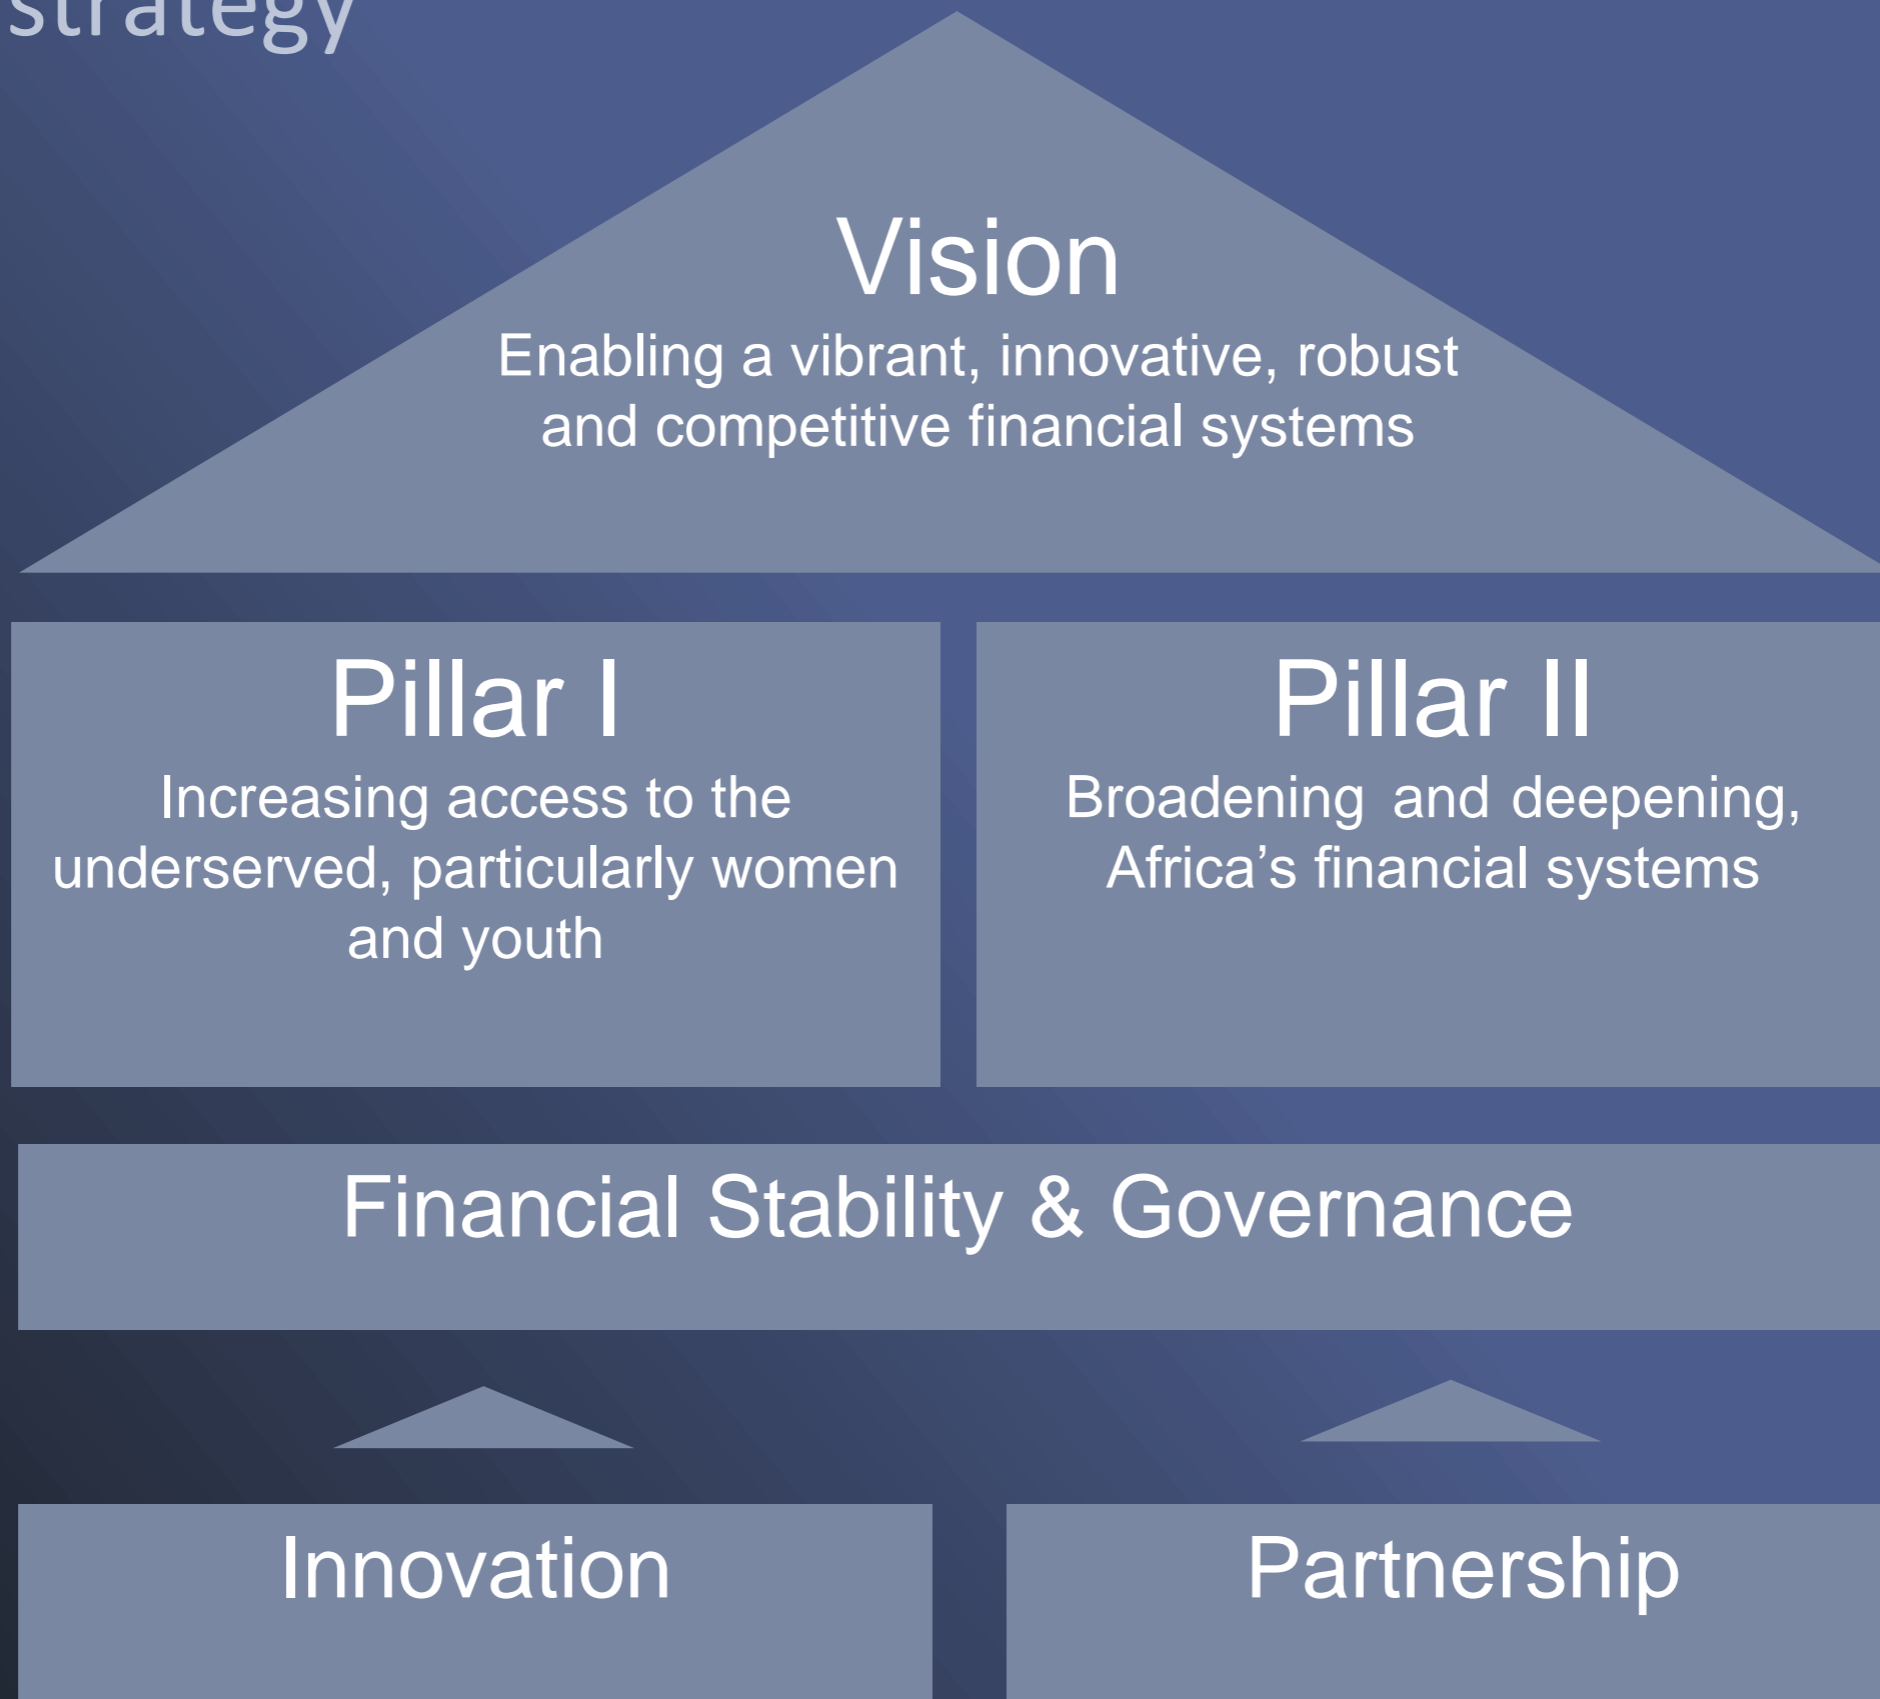 strategy
Vision
Enabling a vibrant, innovative, robust
and competitive financial systems
Pillar I
Increasing access to the
underserved, particularly women
and youth
Pillar II
Broadening and deepening,
Africa’s financial systems
Financial Stability & Governance
Innovation
Partnership